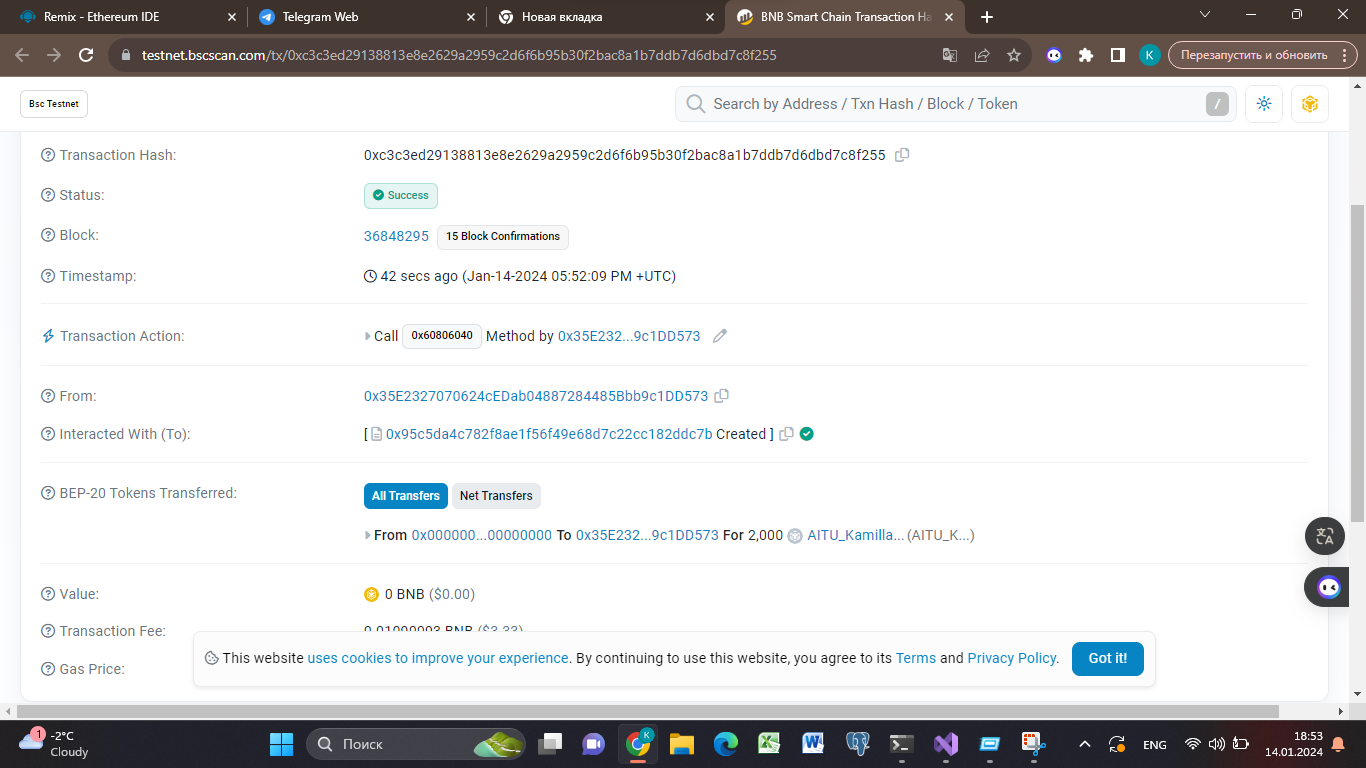 Remix - Ethereum IDE
Telegram Web
Новая вкладка
BNB Smart Chain Transaction Ha
testnet.bscscan.com/tx/0xc3c3ed29138813e8e2629a2959c2d6f6b95b30f2bac8a1b7ddb7d6dbd7c8f255
K
Перезапустить и обновить
Bsc Testnet
Search by Address / Txn Hash / Block / Token
/
Transaction Hash:
0xc3c3ed29138813e8e2629a2959c2d6f6b95b30f2bac8a1b7ddb7d6dbd7c8f255
Status:
Success
Block:
36848295 15 Block Confirmations
Timestamp:
42 secs ago (Jan-14-2024 05:52:09 PM +UTC)
Transaction Action:
Call 0x60806040 Method by 0x35E232...9c1DD573
From:
0x35E2327070624cEDab04887284485Bbb9c1DD573
Interacted With (To):
[ 0x95c5da4c782f8ae1f56f49e68d7c22cc182ddc7b Created ]
BEP-20 Tokens Transferred:
All Transfers Net Transfers
From 0x000000...00000000 To 0x35E232...9c1DD573 For 2,000 AITU_Kamilla... (AITU_K...)
Value:
0 BNB ($0.00)
Transaction Fee:
Gas Price:
This website uses cookies to improve your experience. By continuing to use this website, you agree to its Terms and Privacy Policy.
Got it!
1
-2°C
Cloudy
Поиск
K
ENG
18:53
14.01.2024